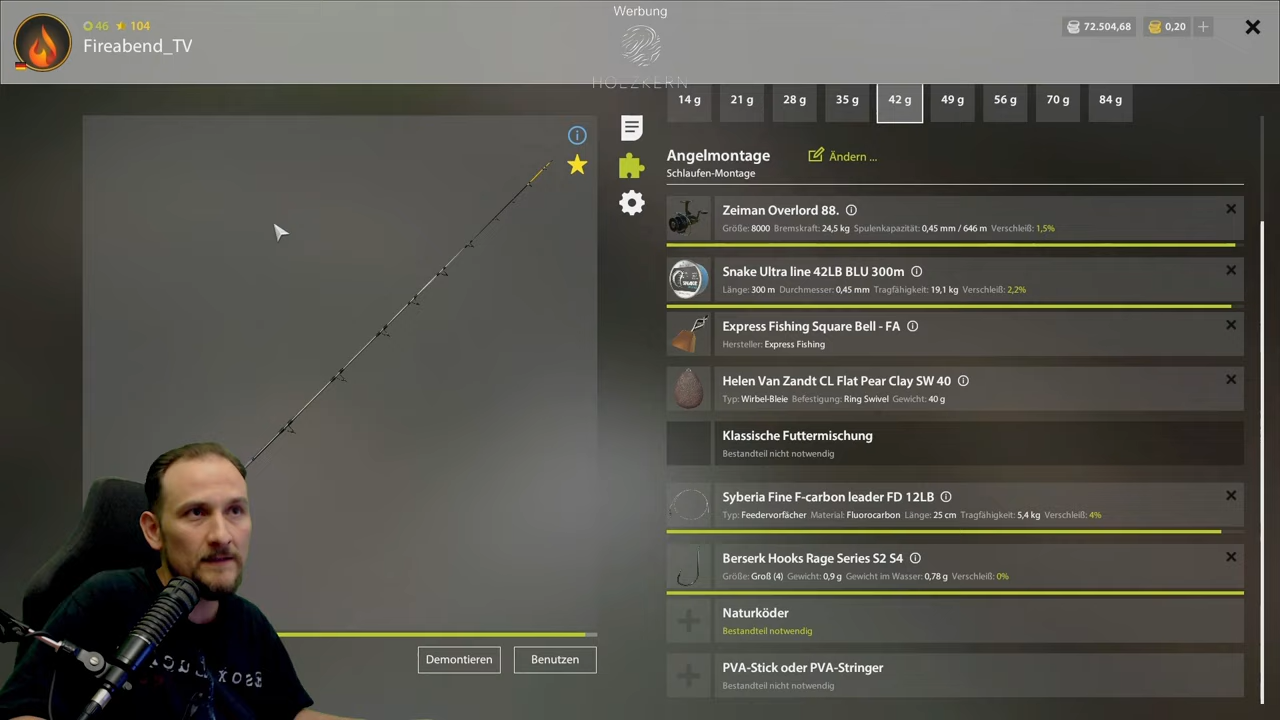 46 104
Fireabend_TV
Werbung
HOLZKERN
72.504,68
0,20
14 g
21 g
28 g
35 g
42 g
49 g
56 g
70 g
84 g
Angelmontage
Ändern ...
Schlaufen-Montage
Zeiman Overlord 88.
Größe: 8000 Bremskraft: 24,5 kg Spulenkapazität: 0,45 mm / 646 m Verschleiß: 1,5%
Snake Ultra line 42LB BLU 300m
Länge: 300 m Durchmesser: 0,45 mm Tragfähigkeit: 19,1 kg Verschleiß: 2,2%
Express Fishing Square Bell - FA
Hersteller: Express Fishing
Helen Van Zandt CL Flat Pear Clay SW 40
Typ: Wirbel-Bleie Befestigung: Ring Swivel Gewicht: 40 g
Klassische Futtermischung
Bestandteil nicht notwendig
Syberia Fine F-carbon leader FD 12LB
Typ: Feedervorfächer Material: Fluorocarbon Länge: 25 cm Tragfähigkeit: 5,4 kg Verschleiß: 4%
Berserk Hooks Rage Series S2 S4
Größe: Groß (4) Gewicht: 0,9 g Gewicht im Wasser: 0,78 g Verschleiß: 0%
Naturköder
Bestandteil notwendig
PVA-Stick oder PVA-Stringer
Bestandteil nicht notwendig
Demontieren
Benutzen